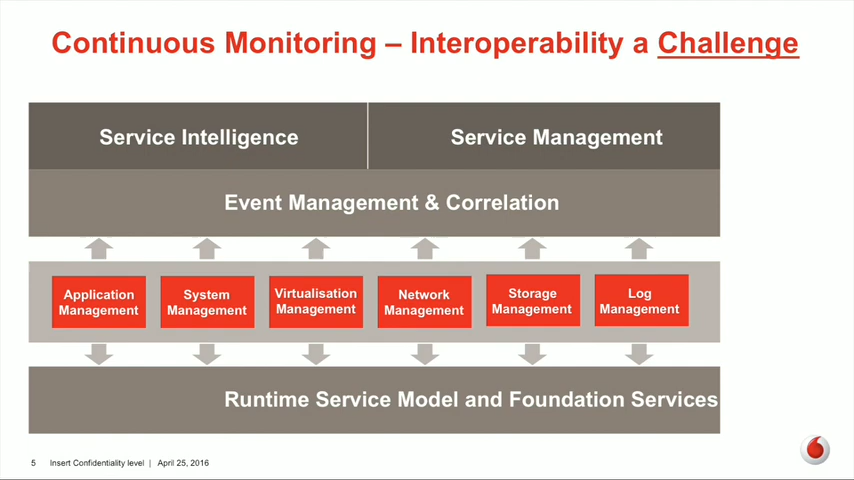 Continuous Monitoring – Interoperability a Challenge
Service Intelligence
Service Management
Event Management & Correlation
Application
Management
System
Management
Virtualisation
Management
Network
Management
Storage
Management
Log
Management
Runtime Service Model and Foundation Services
5 Insert Confidentiality level | April 25, 2016